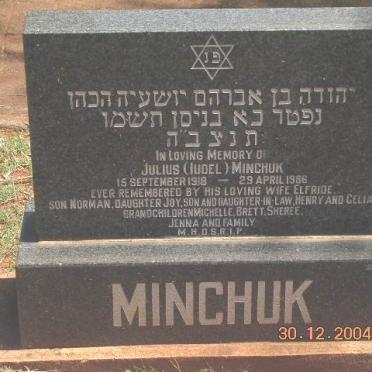 פנ
יהודה בן אברהם יושעיה הכהן
נפטר כא בניסן תשמו
ת נ צ ב"ה
IN LOVING MEMORY OF
JULIUS (IUDEL) MINCHUK
15 SEPTEMBER 1918 – 29 APRIL 1986
EVER REMEMBERED BY HIS LOVING WIFE ELFRIDE,
SON NORMAN, DAUGHTER JOY, SON AND DAUGHTER-IN-LAW, HENRY AND CELIA
GRANDCHILDREN MICHELLE, BRETT, SHEREE,
JENNA AND FAMILY
M.H.D.S.R.I.P.
MINCHUK
30.12.2004